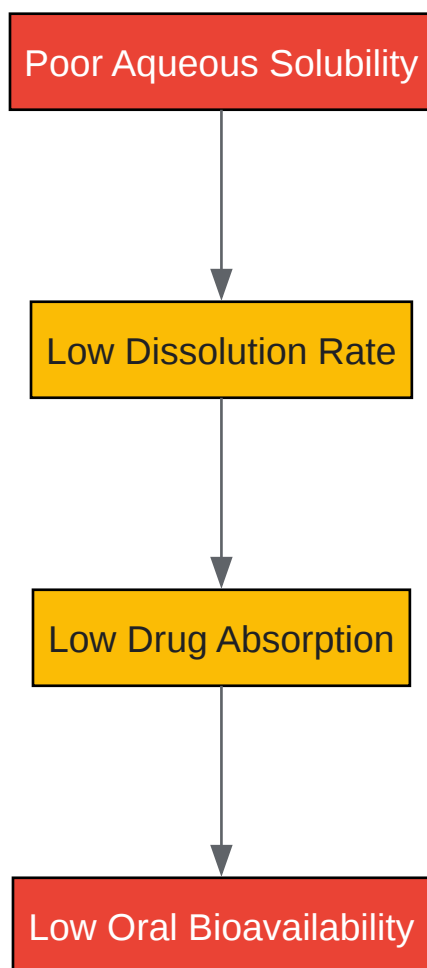 Poor Aqueous Solubility
Low Dissolution Rate
Low Drug Absorption
Low Oral Bioavailability